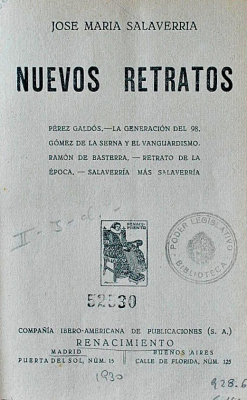 JOSE MARIA SALAVERRIA
NUEVOS RETRATOS
PÉREZ GALDÓS,—LA GENERACIÓN DEL 98,
GÓMEZ DE LA SERNA Y EL VANGUARDISMO.
RAMÓN DE BASTERRA, — RETRATO DE LA
ÉPOCA, — SALAVERRÍA MÁS SALAVERRÍA
PODER LEGISLATIVO
BIBLIOTECA
RENACIMIENTO
52530
COMPAÑÍA IBERO-AMERICANA DE PUBLICACIONES (S. A.)
RENACIMIENTO
MADRID BUENOS AIRES
PUERTA DEL SOL, NÚM. 15 CALLE DE FLORIDA, NÚM. 125
1930
928.6